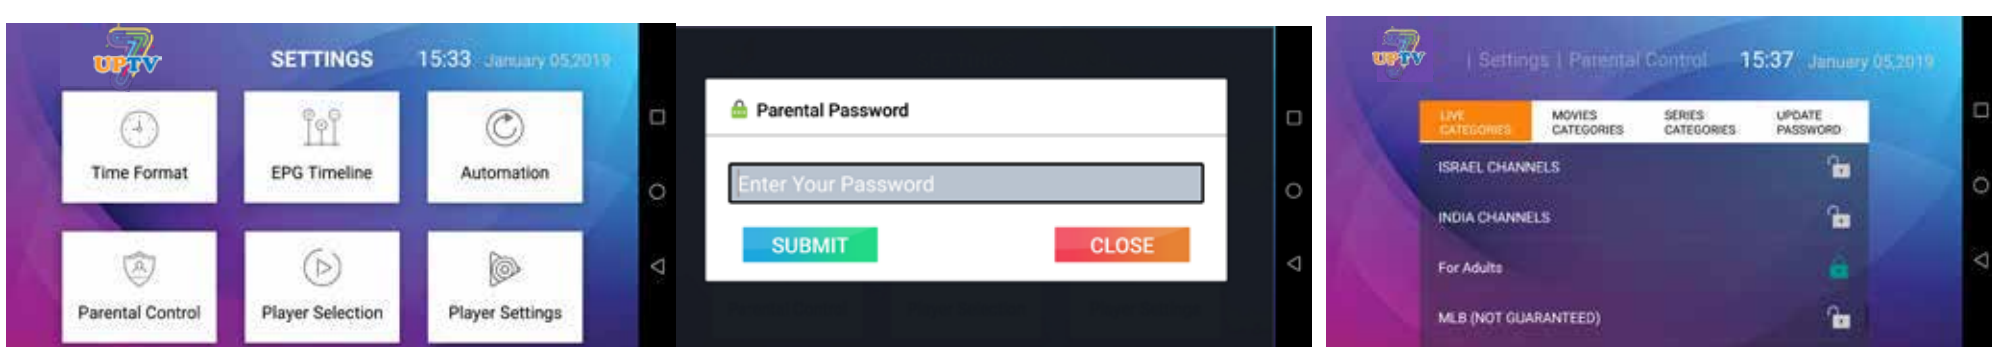 UPTV
SETTINGS
15:33 January 05,2019
Time Format
EPG Timeline
Automation
Parental Control
Player Selection
Player Settings
Parental Password
Enter Your Password
SUBMIT
CLOSE
UPTV
| Settings | Parental Control
15:37 January 05,2019
LIVE
CATEGORIES
MOVIES
CATEGORIES
SERIES
CATEGORIES
UPDATE
PASSWORD
ISRAEL CHANNELS
INDIA CHANNELS
For Adults
MLB (NOT GUARANTEED)